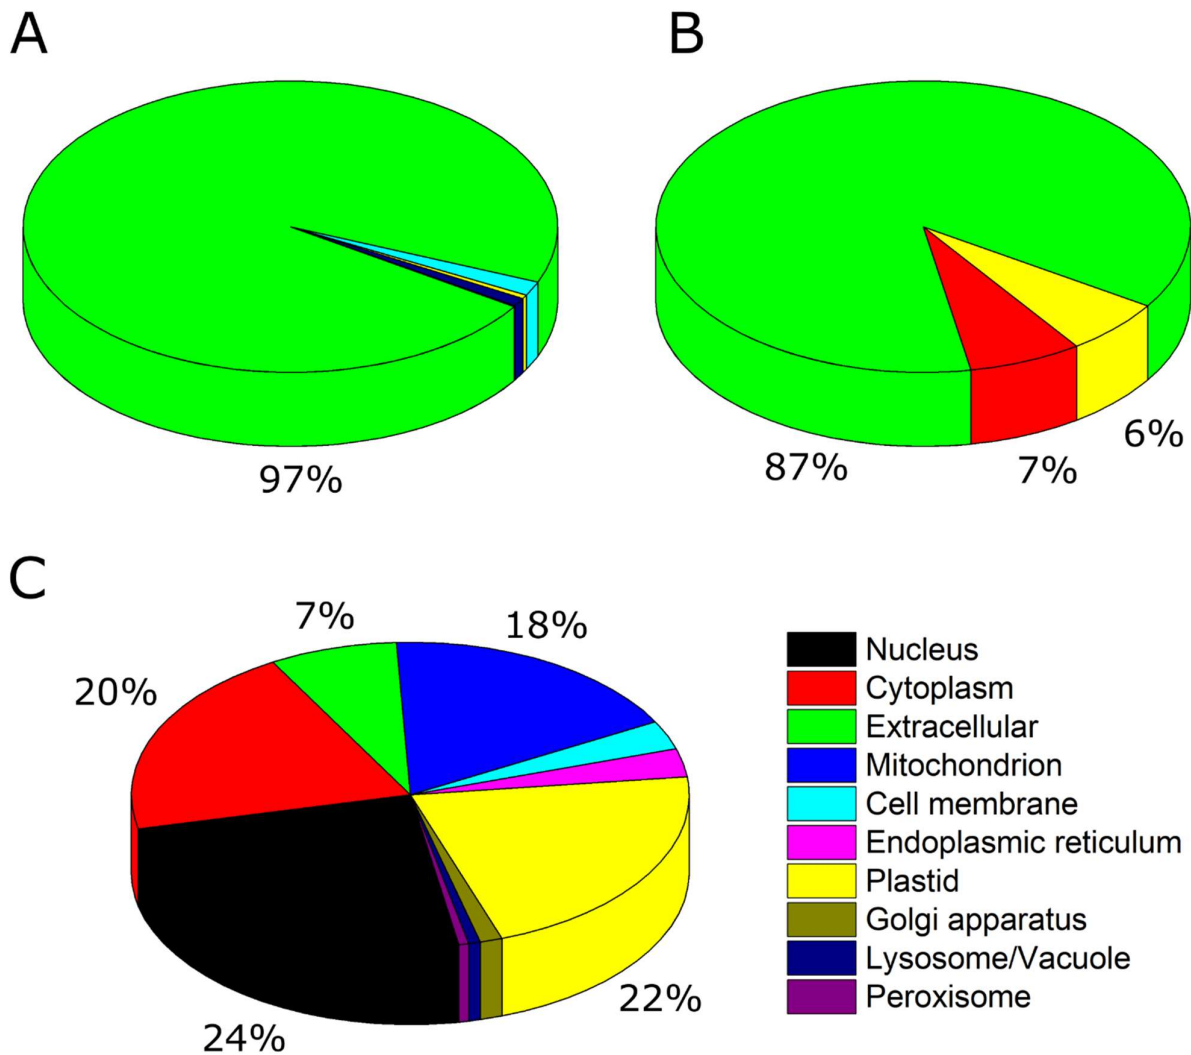 A
B
97%
87%
7%
6%
C
7%
18%
20%
24%
22%
Nucleus
Cytoplasm
Extracellular
Mitochondrion
Cell membrane
Endoplasmic reticulum
Plastid
Golgi apparatus
Lysosome/Vacuole
Peroxisome